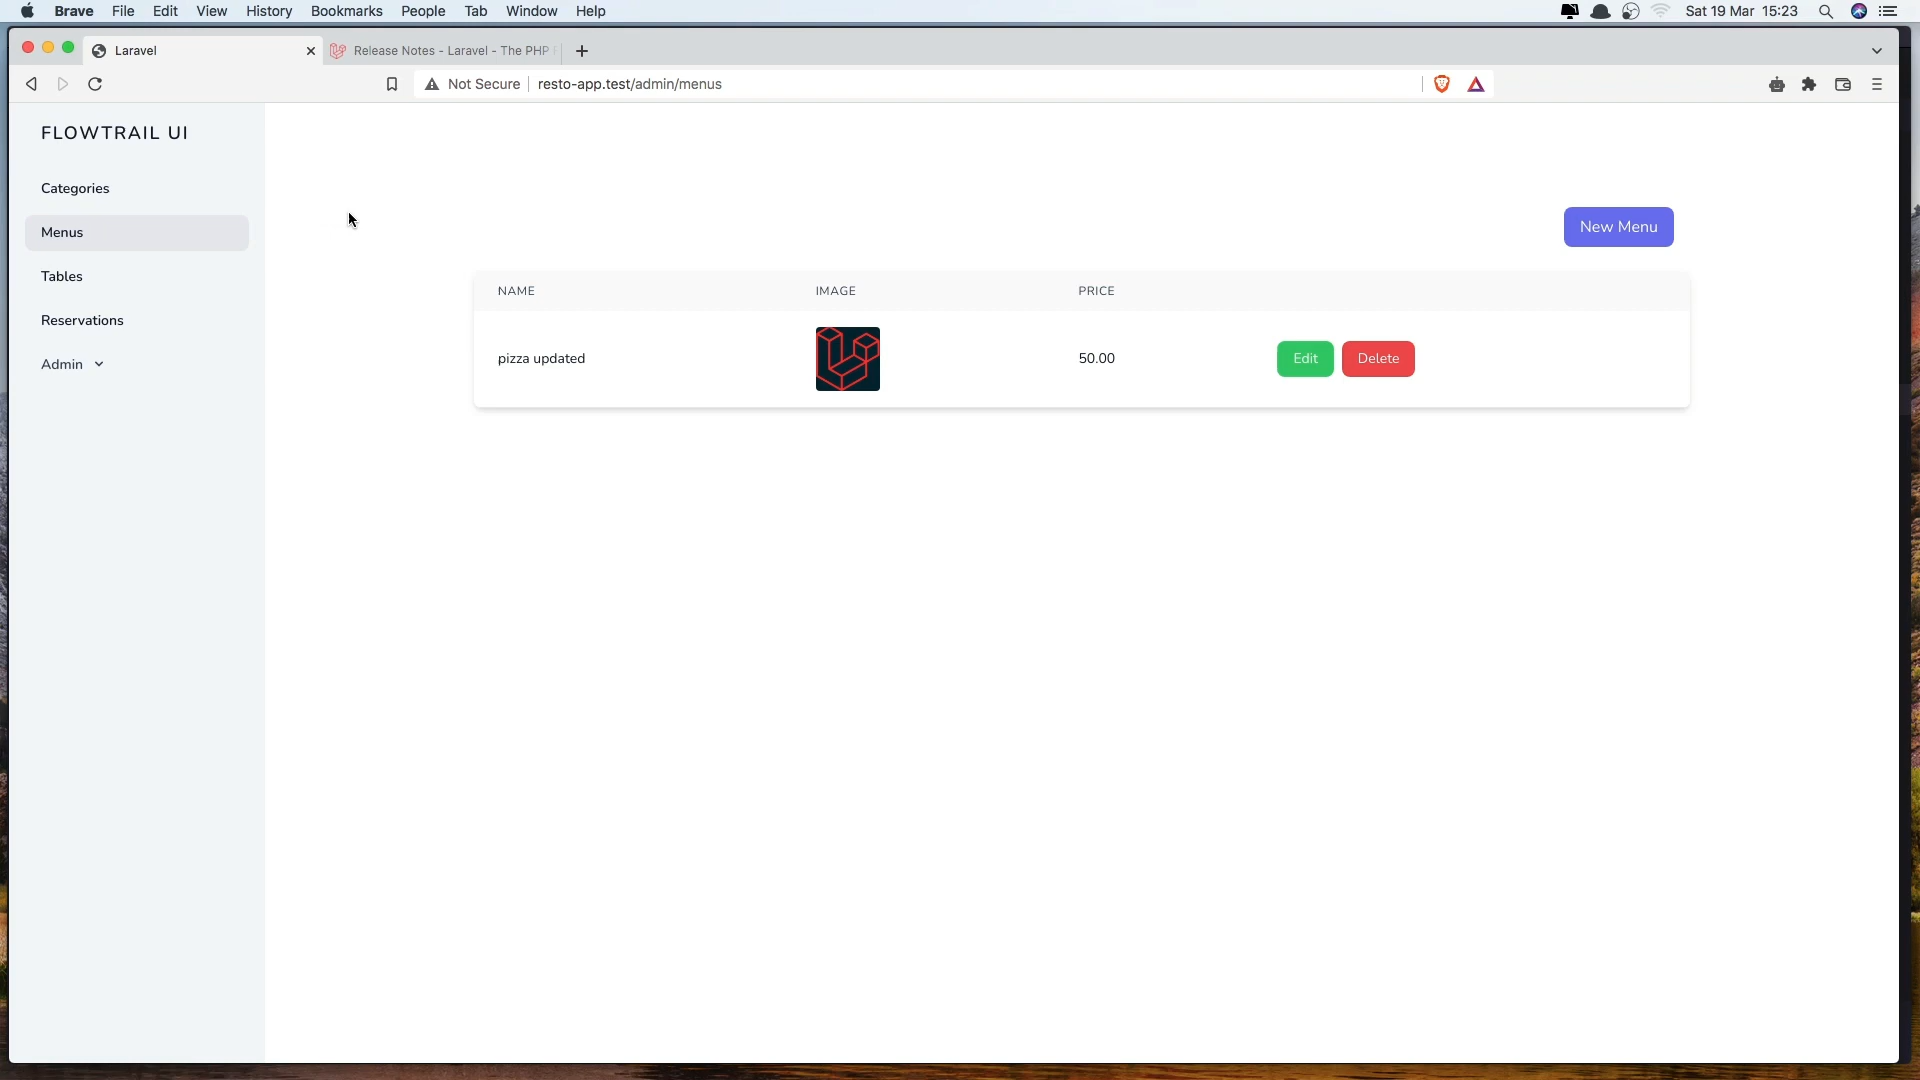 Brave File Edit View History Bookmarks People Tab Window Help Sat 19 Mar 15:23
Laravel Release Notes - Laravel - The PHP
Not Secure resto-app.test/admin/menus
FLOWTRAIL UI
Categories
Menus
Tables
Reservations
Admin
New Menu
NAME IMAGE PRICE
pizza updated 50.00 Edit Delete